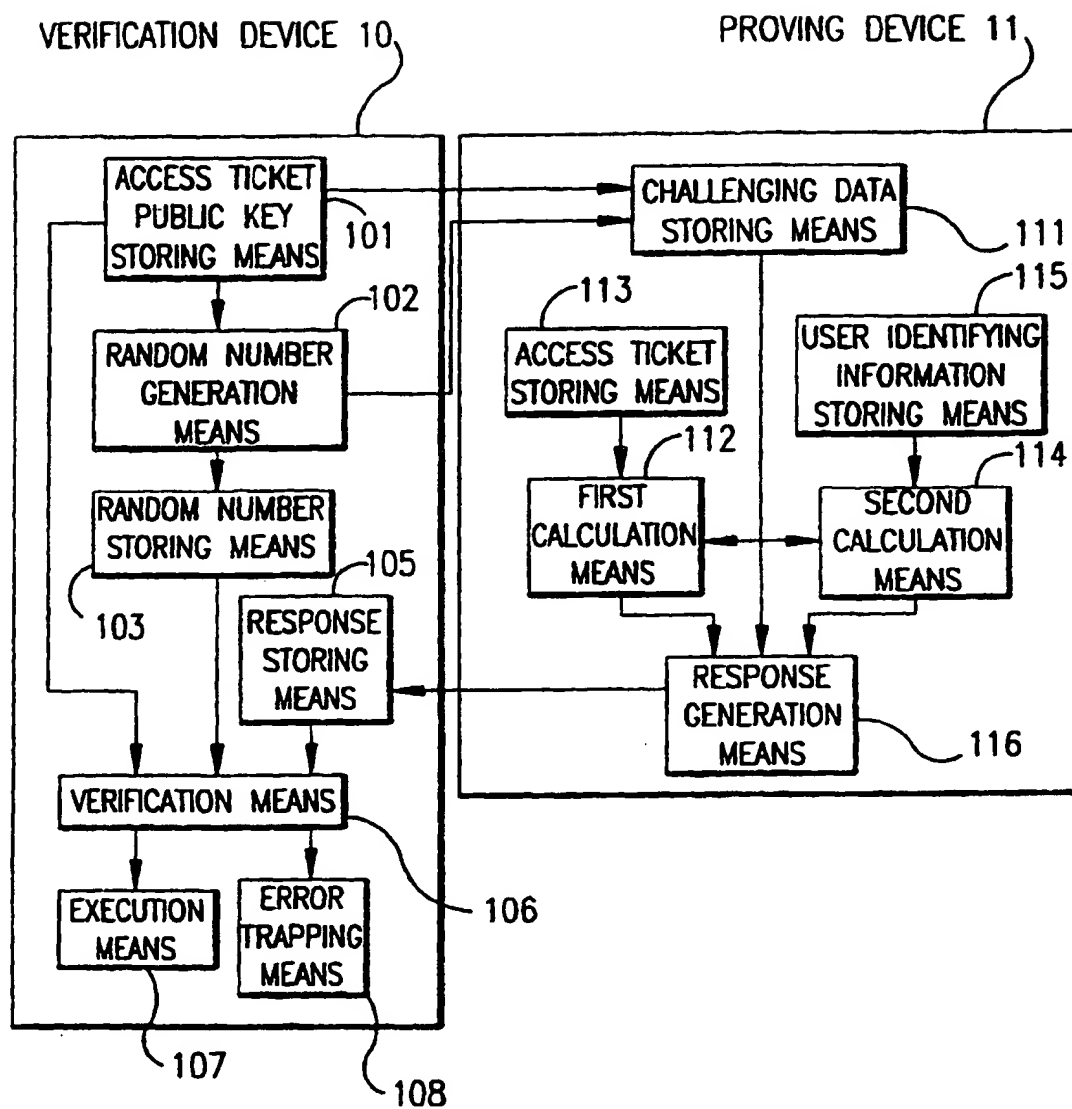 VERIFICATION DEVICE 10
PROVING DEVICE 11
ACCESS TICKET
PUBLIC KEY
STORING MEANS
101
102
RANDOM NUMBER
GENERATION
MEANS
RANDOM NUMBER
STORING MEANS
103
105
RESPONSE
STORING
MEANS
VERIFICATION MEANS
106
EXECUTION
MEANS
107
ERROR
TRAPPING
MEANS
108
CHALLENGING DATA
STORING MEANS
111
113
ACCESS TICKET
STORING MEANS
115
USER IDENTIFYING
INFORMATION
STORING MEANS
112
FIRST
CALCULATION
MEANS
114
SECOND
CALCULATION
MEANS
RESPONSE
GENERATION
MEANS
116